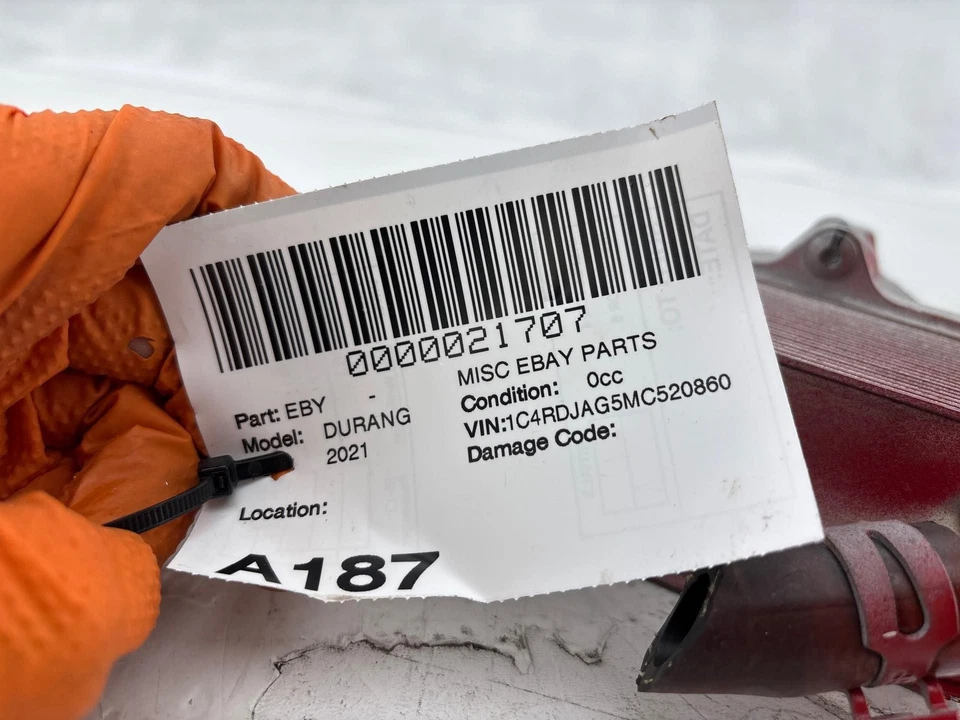 0000021707
MISC EBAY PARTS
Part: EBY -
Condition: 0cc
Model: DURANG
VIN:1C4RDJAG5MC520860
2021
Damage Code:
Location:
A187